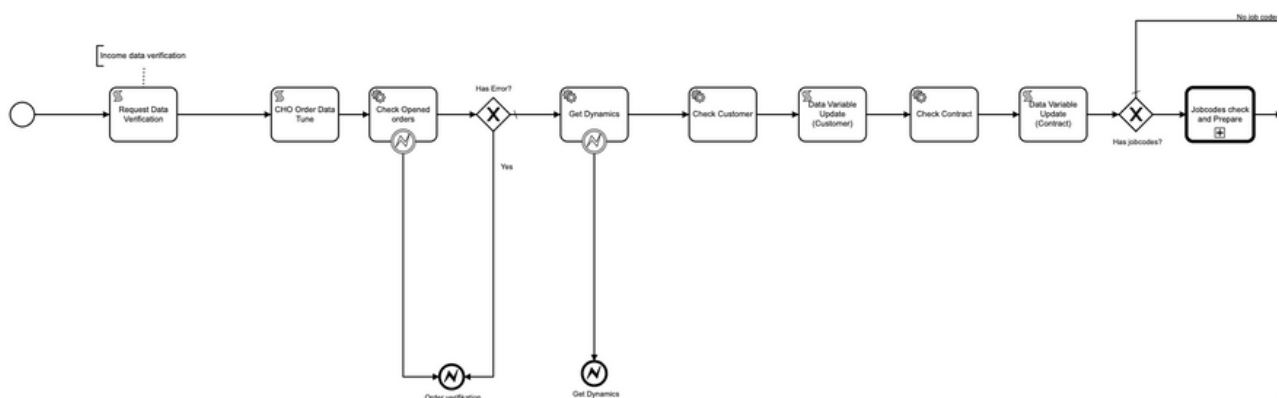 No job codes
Income data verification
Has Error?
Request Data
Verification
CHO Order Data
Tune
Check Opened
orders
Get Dynamics
Check Customer
Data Variable
Update
(Customer)
Check Contract
Data Variable
Update
(Contract)
Has jobcodes?
Jobcodes check
and Prepare
Yes
Order verifikation
Get Dynamics